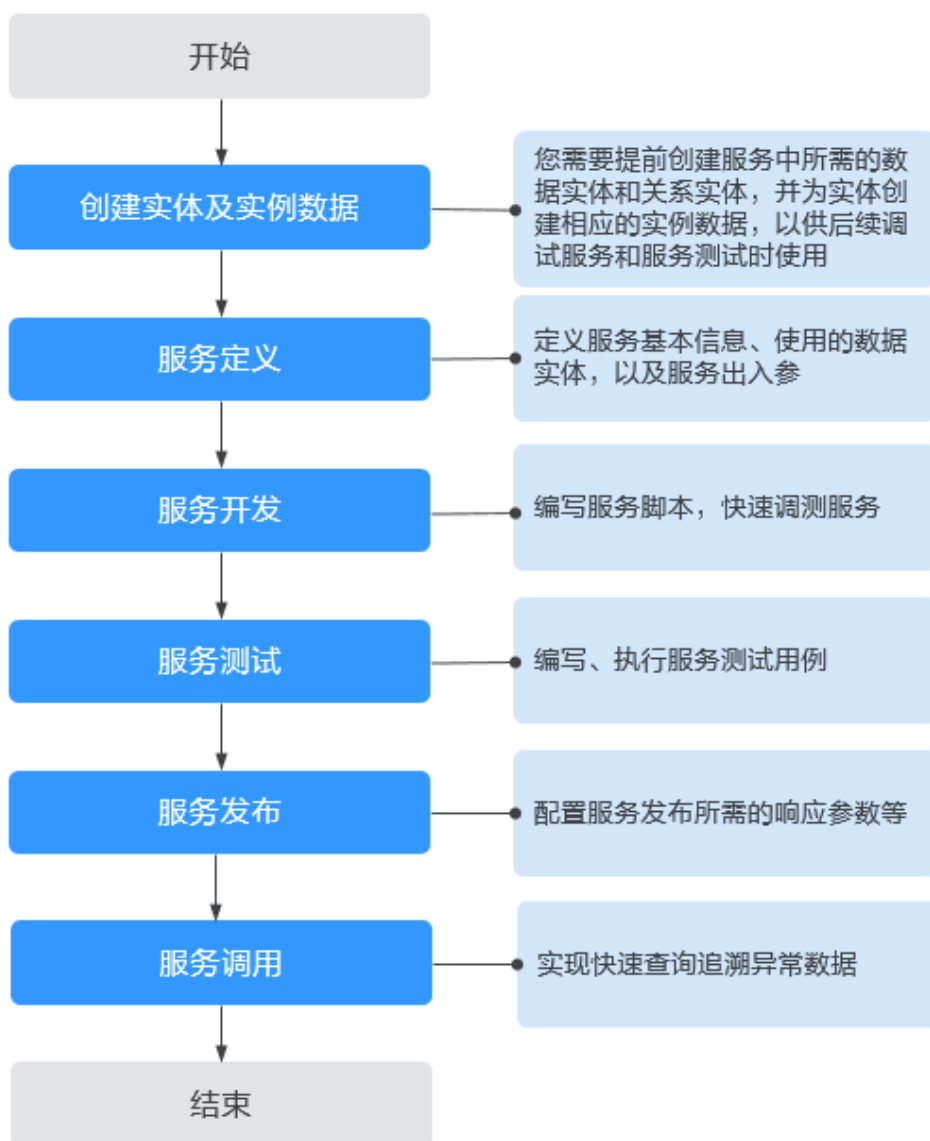 开始
创建实体及实例数据
您需要提前创建服务中所需的数
据实体和关系实体，并为实体创
建相应的实例数据，以供后续调
试服务和服务测试时使用
服务定义
定义服务基本信息、使用的数据
实体，以及服务出入参
服务开发
编写服务脚本，快速调测服务
服务测试
编写、执行服务测试用例
服务发布
配置服务发布所需的响应参数等
服务调用
实现快速查询追溯异常数据
结束